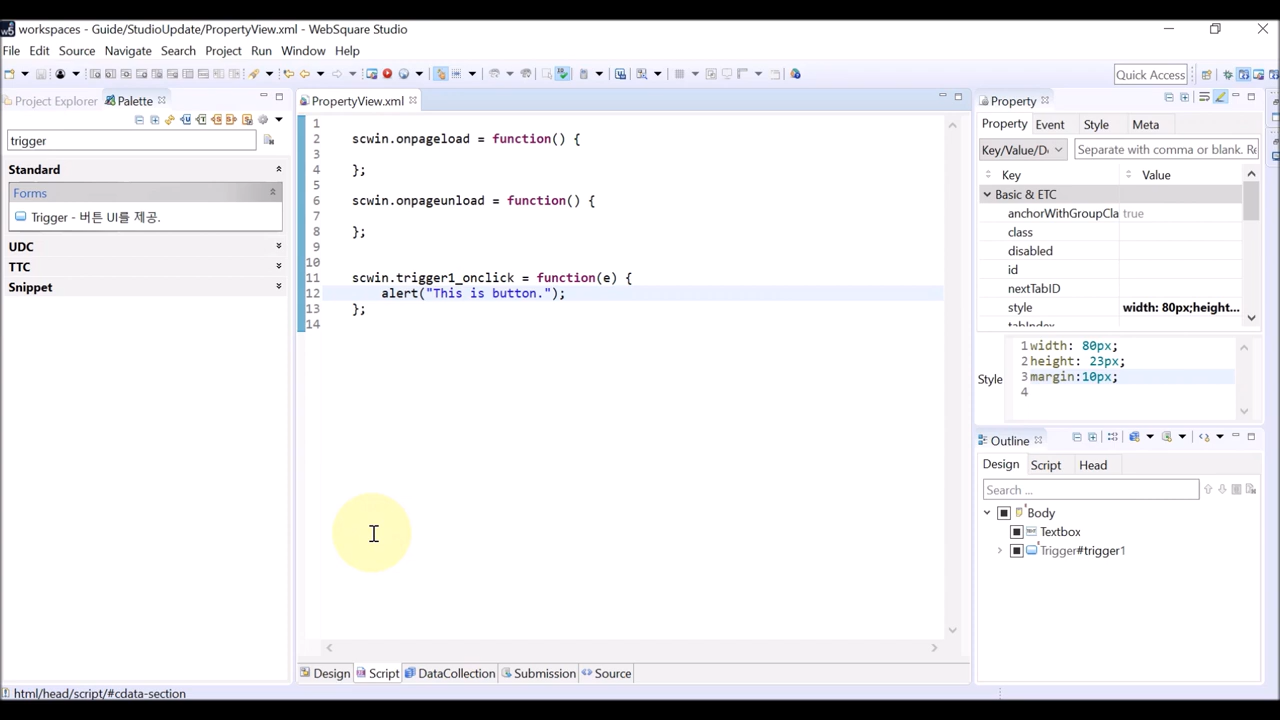 workspaces - Guide/StudioUpdate/PropertyView.xml - WebSquare Studio
File Edit Source Navigate Search Project Run Window Help
Quick Access
Project Explorer Palette
trigger
Standard
Forms
Trigger - 버튼 UI를 제공.
UDC
TTC
Snippet
PropertyView.xml
1
2 scwin.onpageload = function() {
3
4 };
5
6 scwin.onpageunload = function() {
7
8 };
9
10
11 scwin.trigger1_onclick = function(e) {
12 alert("This is button.");
13 };
14
Design Script DataCollection Submission Source
Property
Property Event Style Meta
Key/Value/D Separate with comma or blank. Re
Key Value
Basic & ETC
anchorWithGroupCla true
class
disabled
id
nextTabID
style width: 80px;height...
tabIndex
Style
1 width: 80px;
2 height: 23px;
3 margin:10px;
4
Outline
Design Script Head
Search ...
Body
Textbox
Trigger#trigger1
html/head/script/#cdata-section